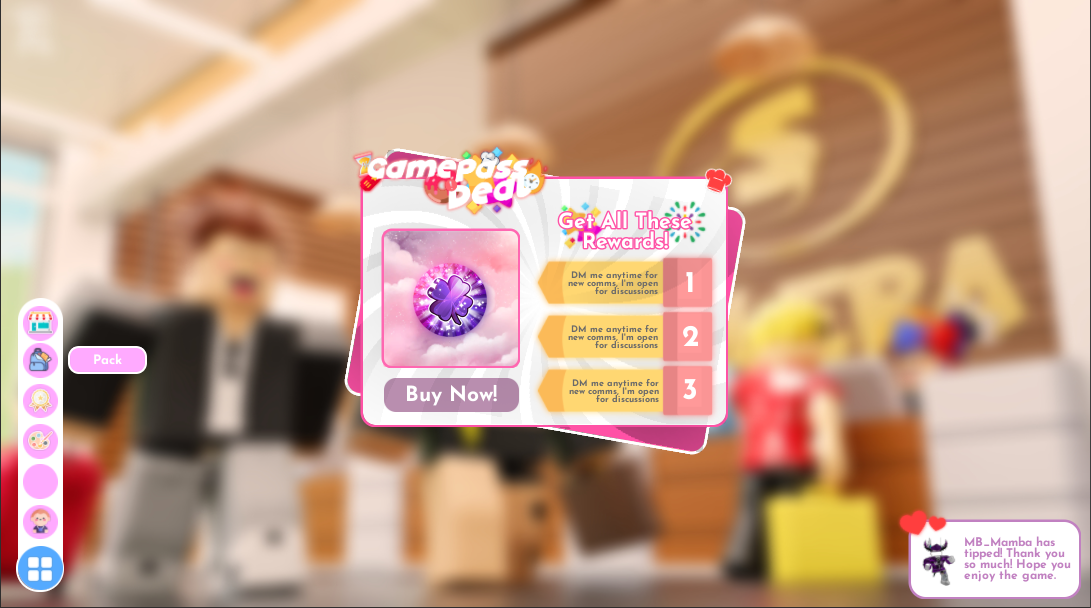 Gamepass
Deal
Get All These
Rewards!
DM me anytime for
new comms, I'm open
for discussions
1
DM me anytime for
new comms, I'm open
for discussions
2
DM me anytime for
new comms, I'm open
for discussions
3
Buy Now!
Pack
MB_Mamba has
tipped! Thank you
so much! Hope you
enjoy the game.